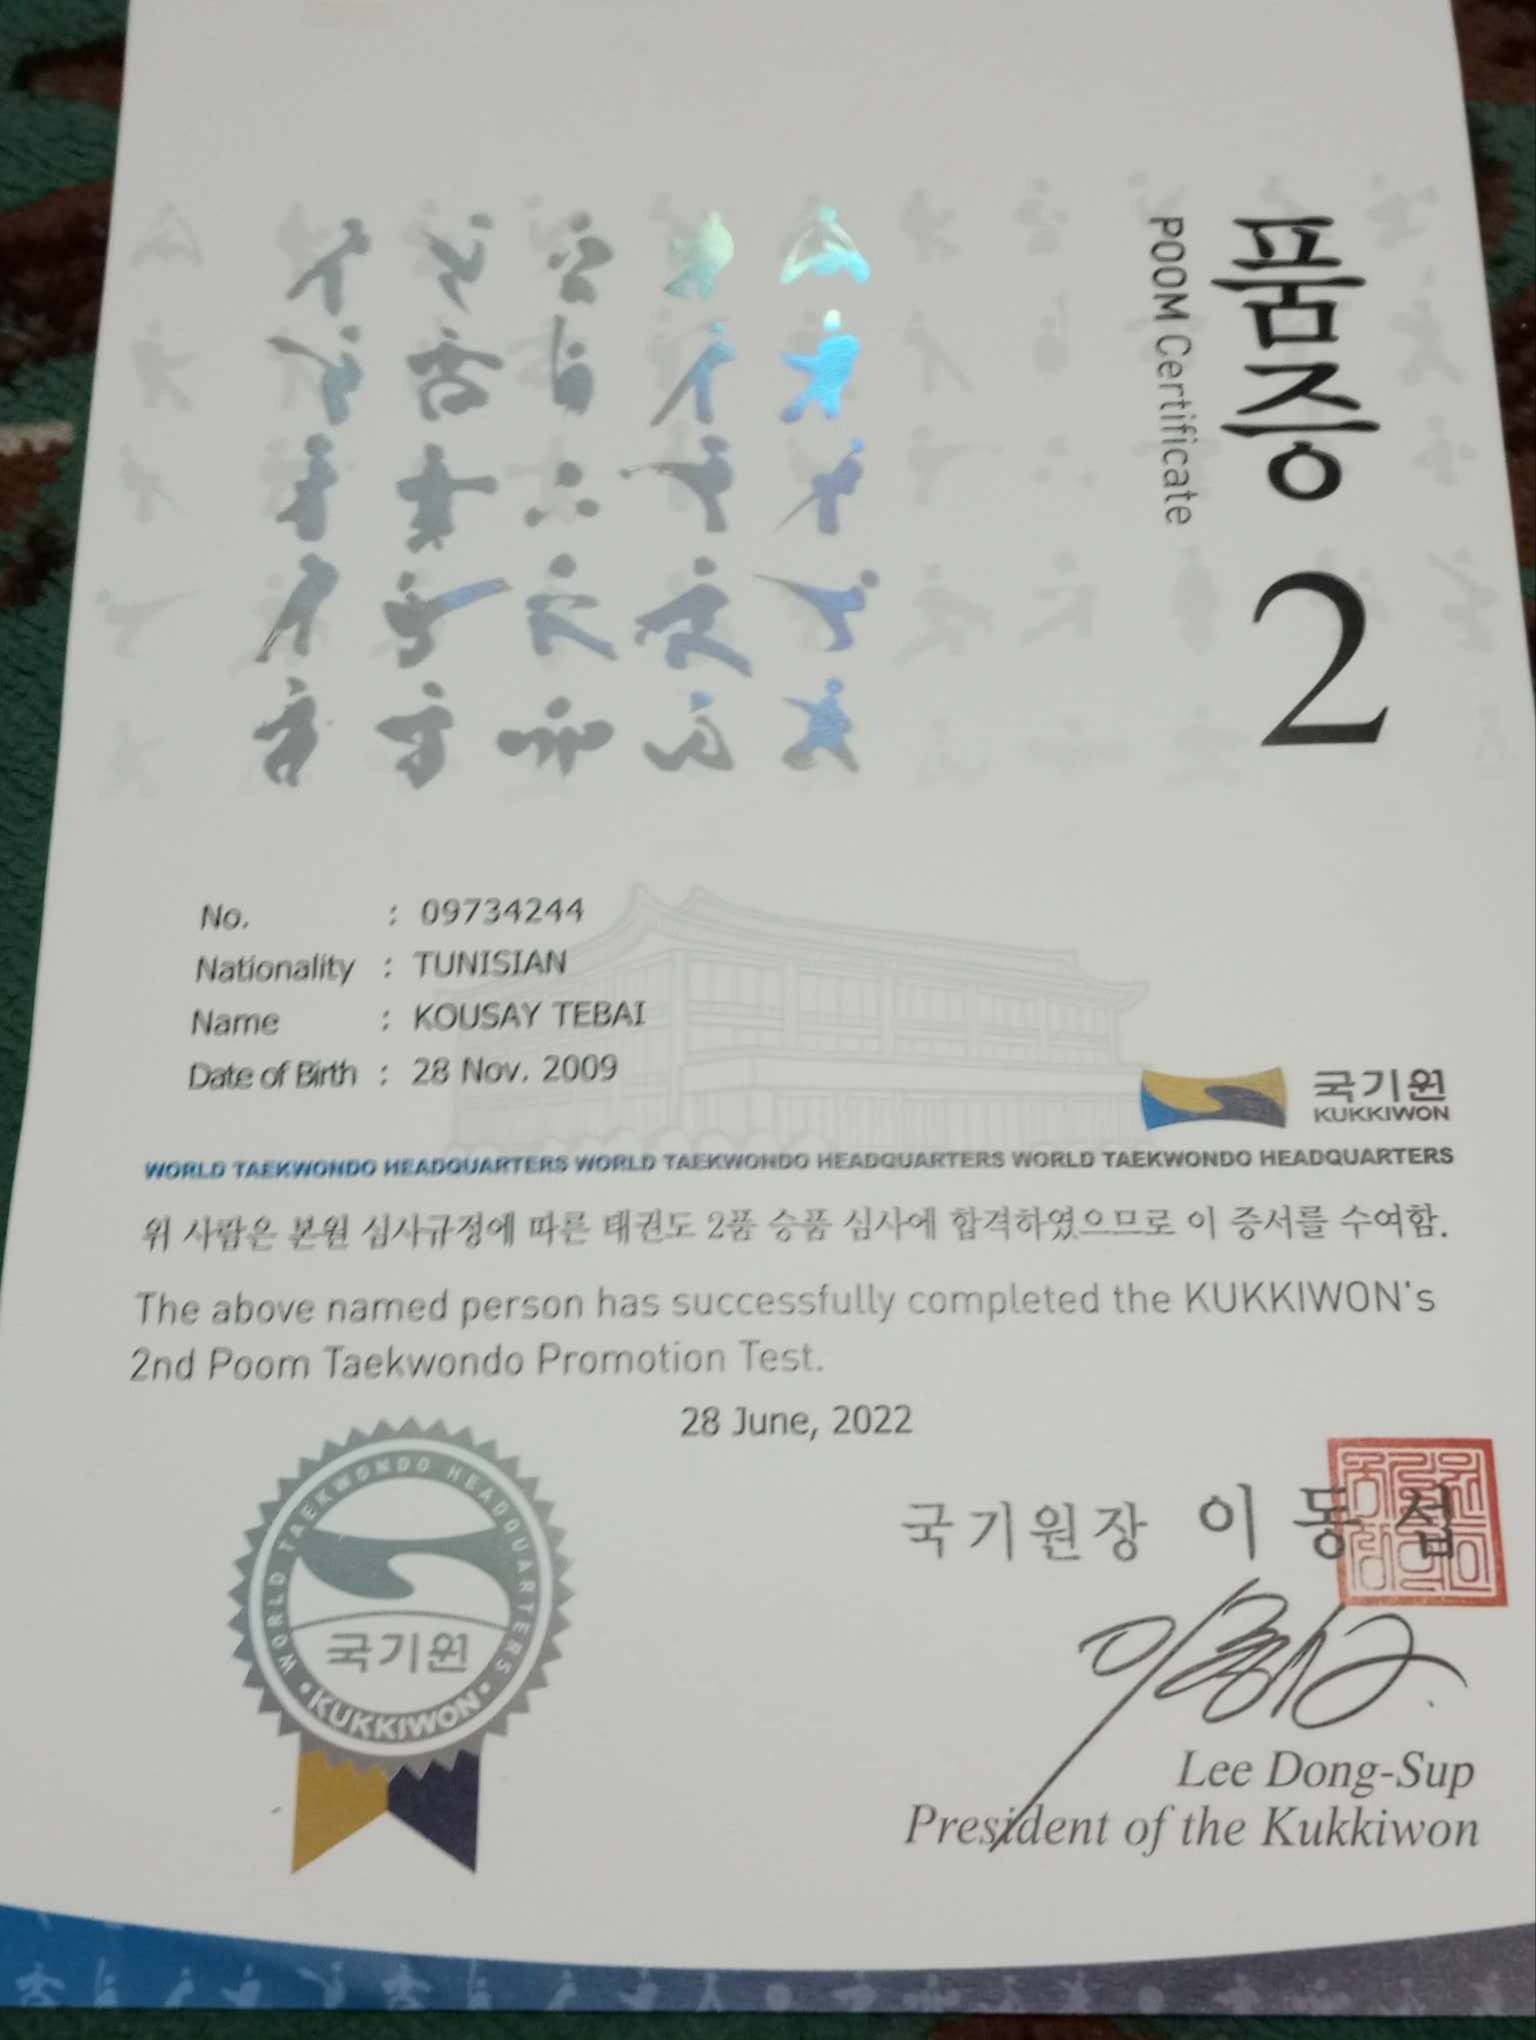 품증
POOM Certificate
2
No. : 09734244
Nationality : TUNISIAN
Name : KOUSAY TEBAI
Date of Birth : 28 Nov. 2009
국기원
KUKKIWON
WORLD TAEKWONDO HEADQUARTERS WORLD TAEKWONDO HEADQUARTERS WORLD TAEKWONDO HEADQUARTERS
위 사람은 본원 심사규정에 따른 태권도 2품 승품 심사에 합격하였으므로 이 증서를 수여함.
The above named person has successfully completed the KUKKIWON's
2nd Poom Taekwondo Promotion Test.
28 June, 2022
WORLD TAEKWONDO HEADQUARTERS
국기원
• KUKKIWON •
국기원장 이동섭
Lee Dong-Sup
President of the Kukkiwon